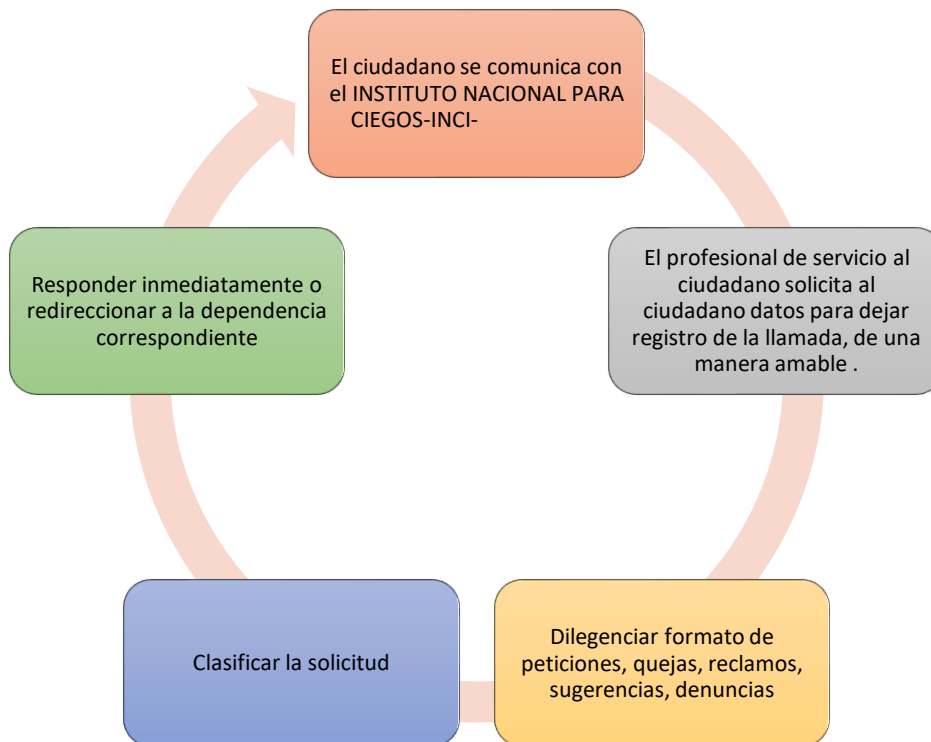 El ciudadano se comunica con
el INSTITUTO NACIONAL PARA
CIEGOS-INCI-
El profesional de servicio al
ciudadano solicita al
ciudadano datos para dejar
registro de la llamada, de una
manera amable .
Dilegenciar formato de
peticiones, quejas, reclamos,
sugerencias, denuncias
Clasificar la solicitud
Responder inmediatamente o
redireccionar a la dependencia
correspondiente